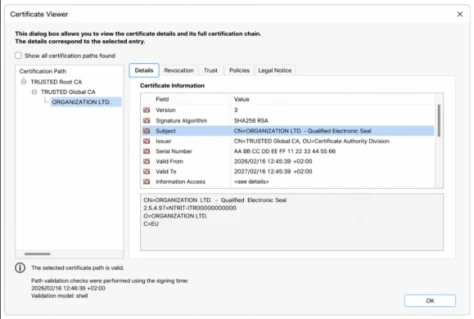 Certificate Viewer
This dialog box allows you to view the certificate details and its full certification chain.
The details correspond to the selected entry.
Show all certification paths found
Certification Path
TRUSTED Root CA
TRUSTED Global CA
ORGANIZATION LTD.
Details Revocation Trust Policies Legal Notice
Certificate Information
Field Value
Version 3
Signature Algorithm SHA256 RSA
Subject CN=ORGANIZATION LTD. - Qualified Electronic Seal
Issuer CN=TRUSTED Global CA, OU=Certificate Authority Division
Serial Number AA BB CC DD EE FF 11 22 33 44 55 66
Valid From 2026/02/16 12:45:39 +02:00
Valid To 2027/02/16 12:45:39 +02:00
Information Access <see details>
CN=ORGANIZATION LTD. - Qualified Electronic Seal
2.5.4.97=NTRIT-ITR00000000000
O=ORGANIZATION LTD.
C=EU
The selected certificate path is valid.
Path validation checks were performed using the signing time:
2026/02/16 12:46:36 +02:00
Validation model: shell
OK